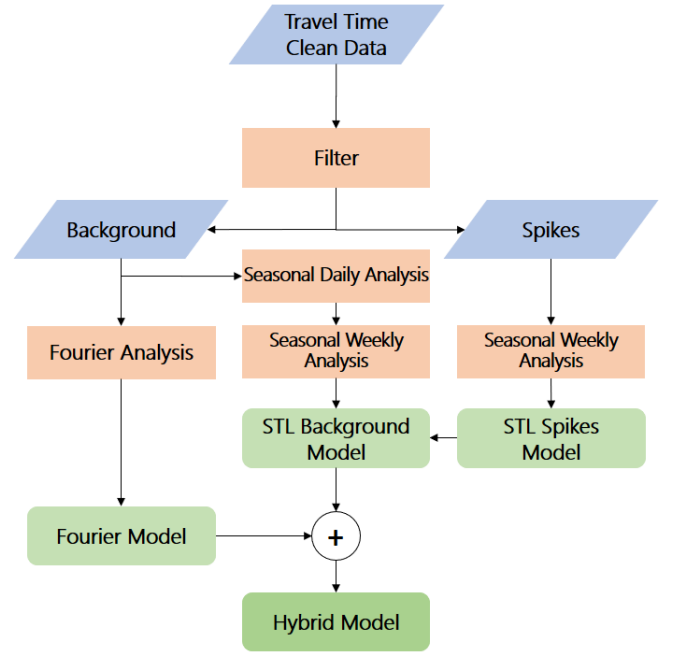 Travel Time
Clean Data
Filter
Background
Spikes
Seasonal Daily Analysis
Fourier Analysis
Seasonal Weekly
Analysis
Seasonal Weekly
Analysis
STL Background
Model
STL Spikes
Model
Fourier Model
+
Hybrid Model